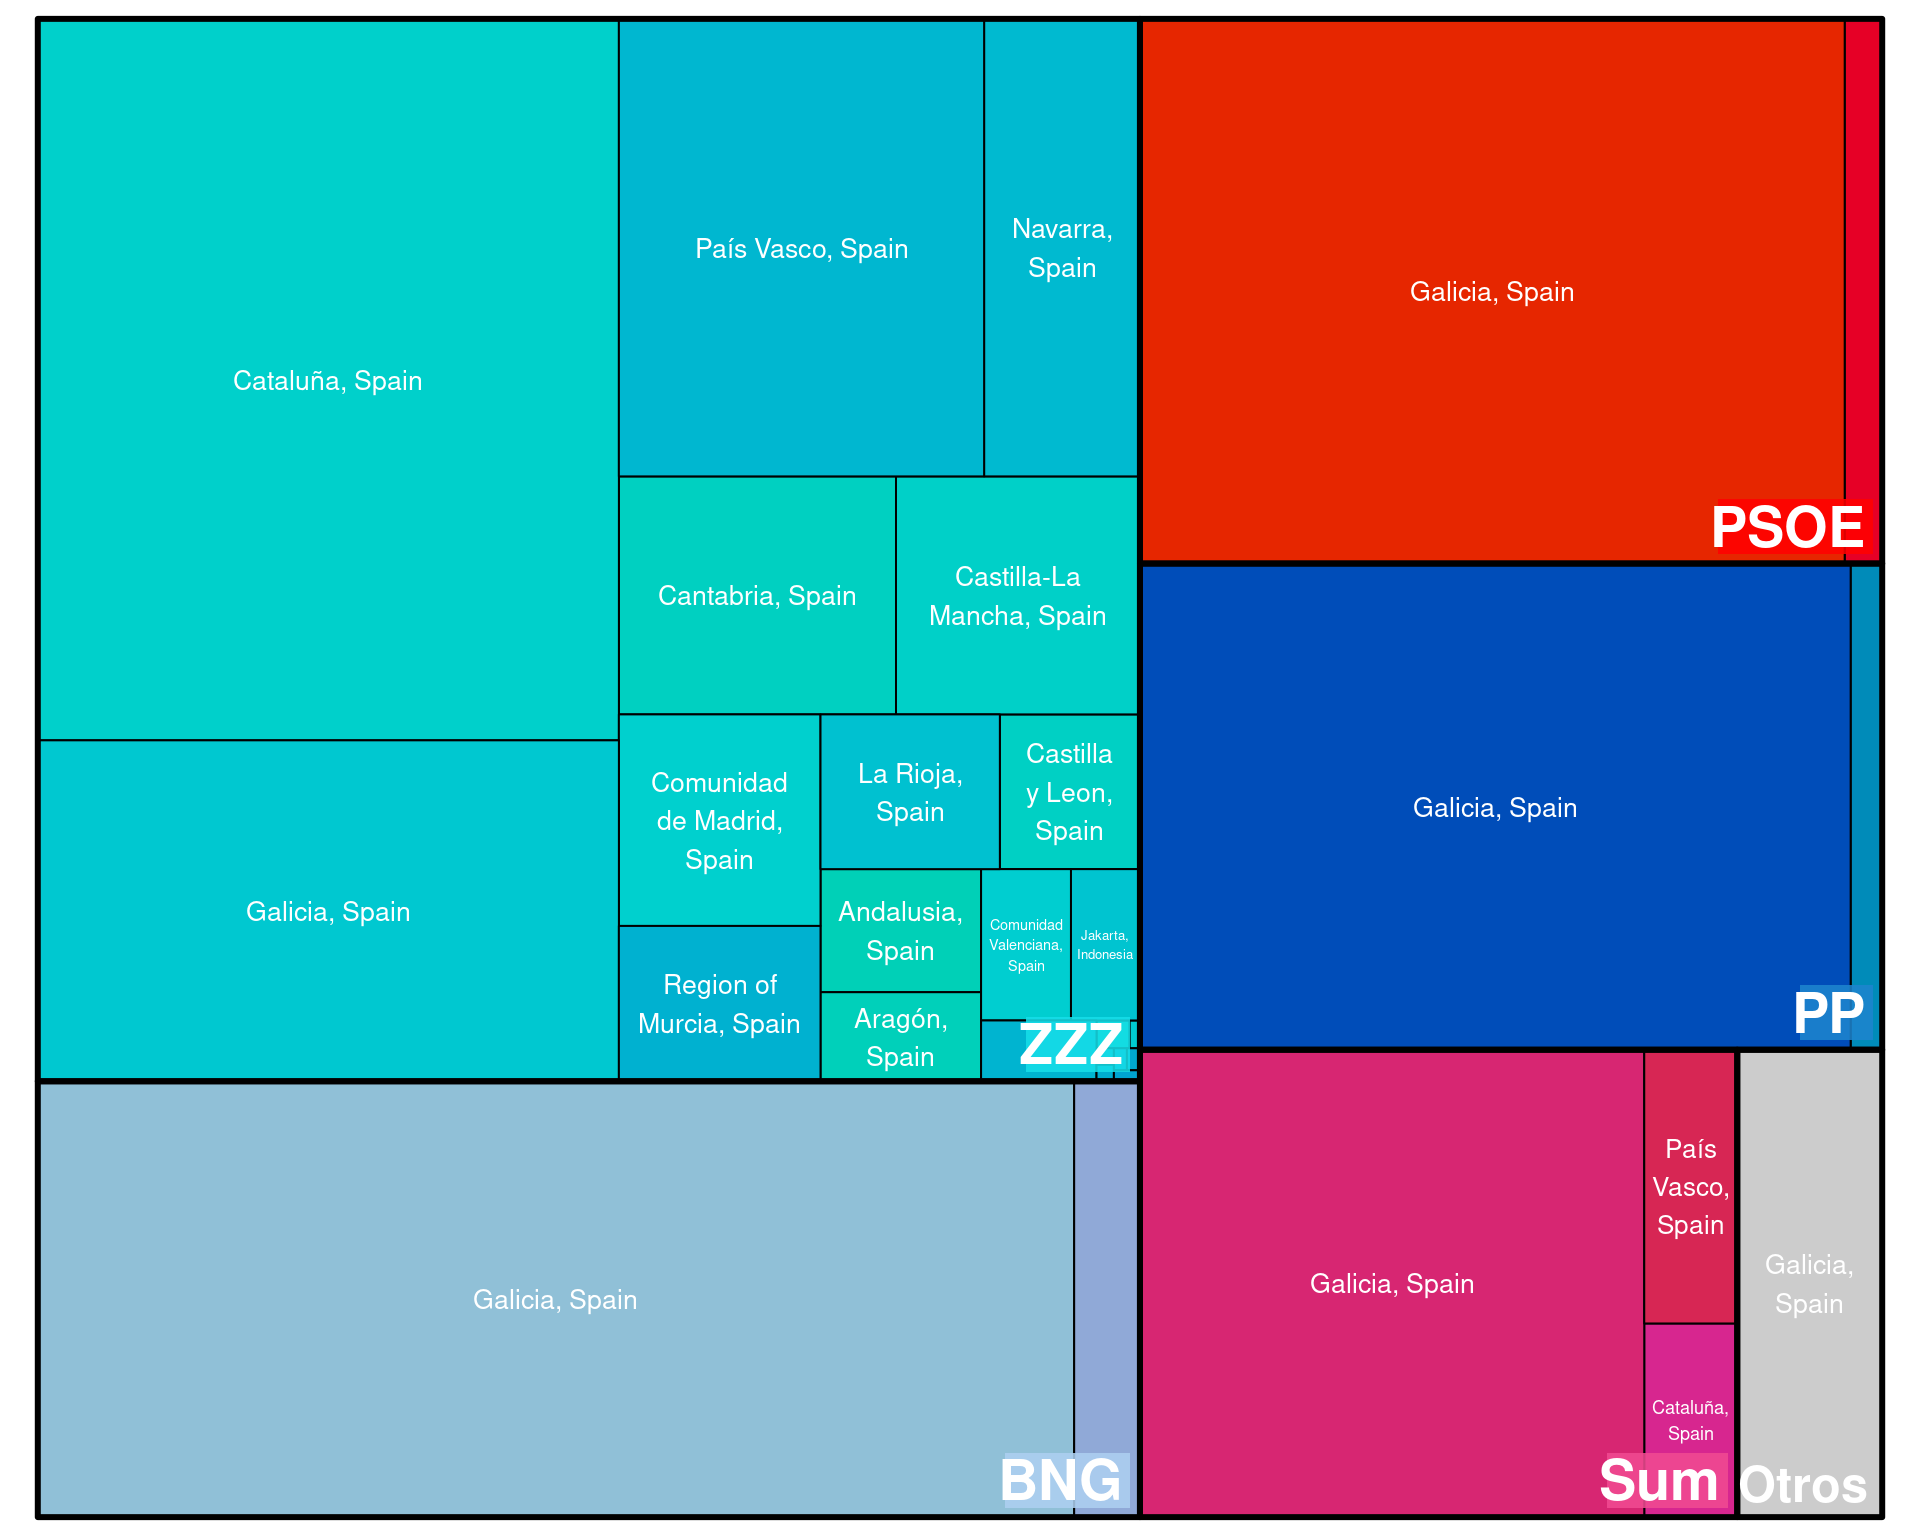 Cataluña, Spain
País Vasco, Spain
Navarra,
Spain
Cantabria, Spain
Castilla-La
Mancha, Spain
Galicia, Spain
Comunidad
de Madrid,
Spain
La Rioja,
Spain
Castilla
y Leon,
Spain
Region of
Murcia, Spain
Andalusia,
Spain
Comunidad
Valenciana,
Spain
Jakarta,
Indonesia
Aragón,
Spain
ZZZ
Galicia, Spain
BNG
Galicia, Spain
PSOE
Galicia, Spain
PP
Galicia, Spain
País
Vasco,
Spain
Cataluña,
Spain
Sum
Galicia,
Spain
Otros